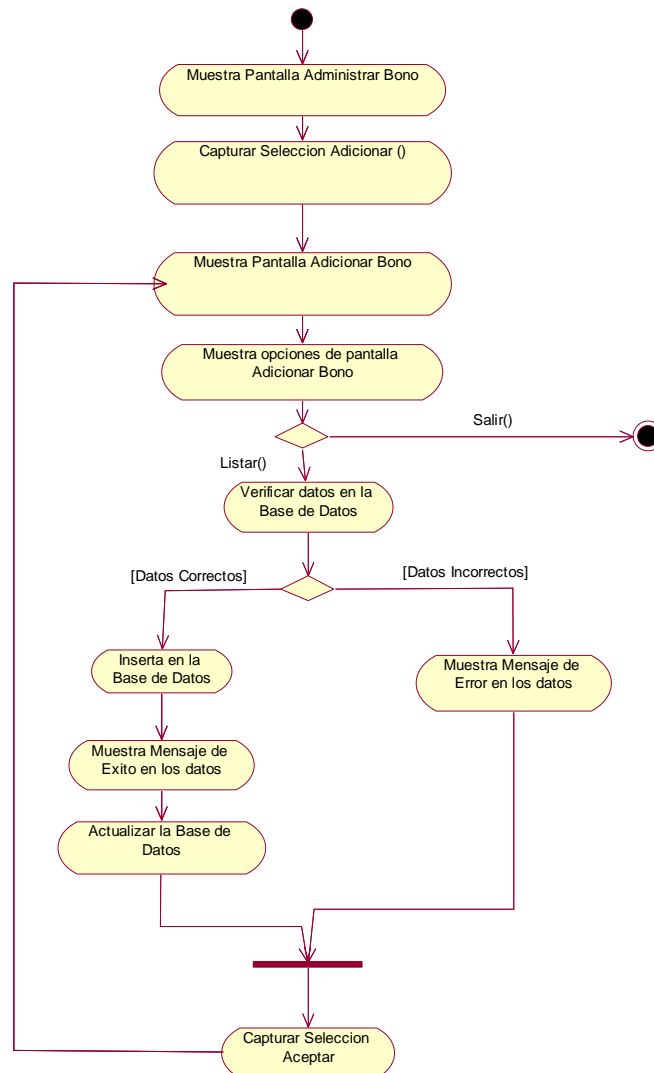 Muestra Pantalla Administrar Bono
Capturar Seleccion Adicionar ()
Muestra Pantalla Adicionar Bono
Muestra opciones de pantalla
Adicionar Bono
Salir()
Listar()
Verificar datos en la
Base de Datos
[Datos Correctos]
[Datos Incorrectos]
Inserta en la
Base de Datos
Muestra Mensaje de
Error en los datos
Muestra Mensaje de
Exito en los datos
Actualizar la Base de
Datos
Capturar Seleccion
Aceptar